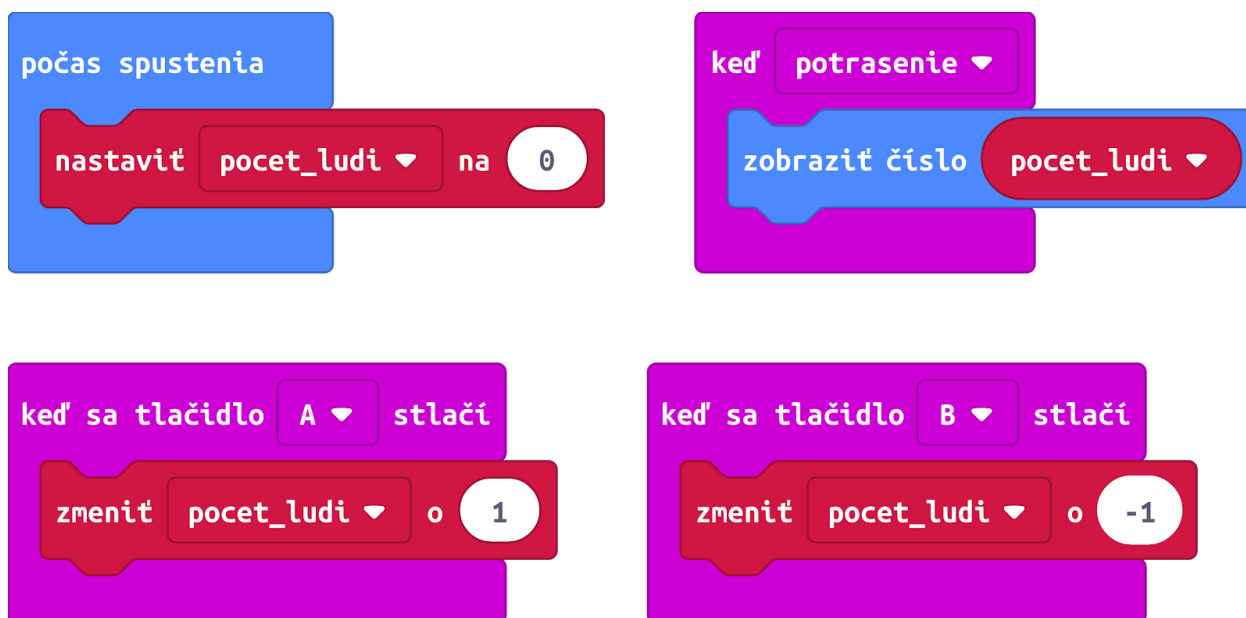 počas spustenia
nastaviť pocet_ludi na 0
keď potrasenie
zobraziť číslo pocet_ludi
keď sa tlačidlo A stlačí
zmeniť pocet_ludi o 1
keď sa tlačidlo B stlačí
zmeniť pocet_ludi o -1